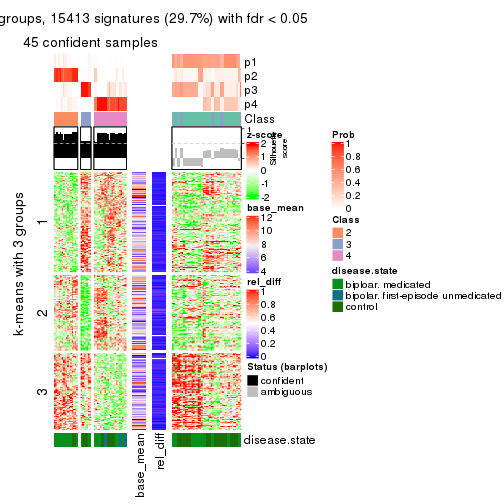 groups, 15413 signatures (29.7%) with fdr < 0.05
45 confident samples
p1
p2
p3
p4
Class
1
Silhouette
score
z-score
2
1
0
-1
-2
base_mean
12
10
8
6
4
rel_diff
1
0.8
0.6
0.4
0.2
0
Status (barplots)
confident
ambiguous
Prob
1
0.8
0.6
0.4
0.2
0
Class
2
3
4
disease.state
bipolar. medicated
bipolar. first-episode unmedicated
control
k-means with 3 groups
1
2
3
disease.state
base_mean
rel_diff